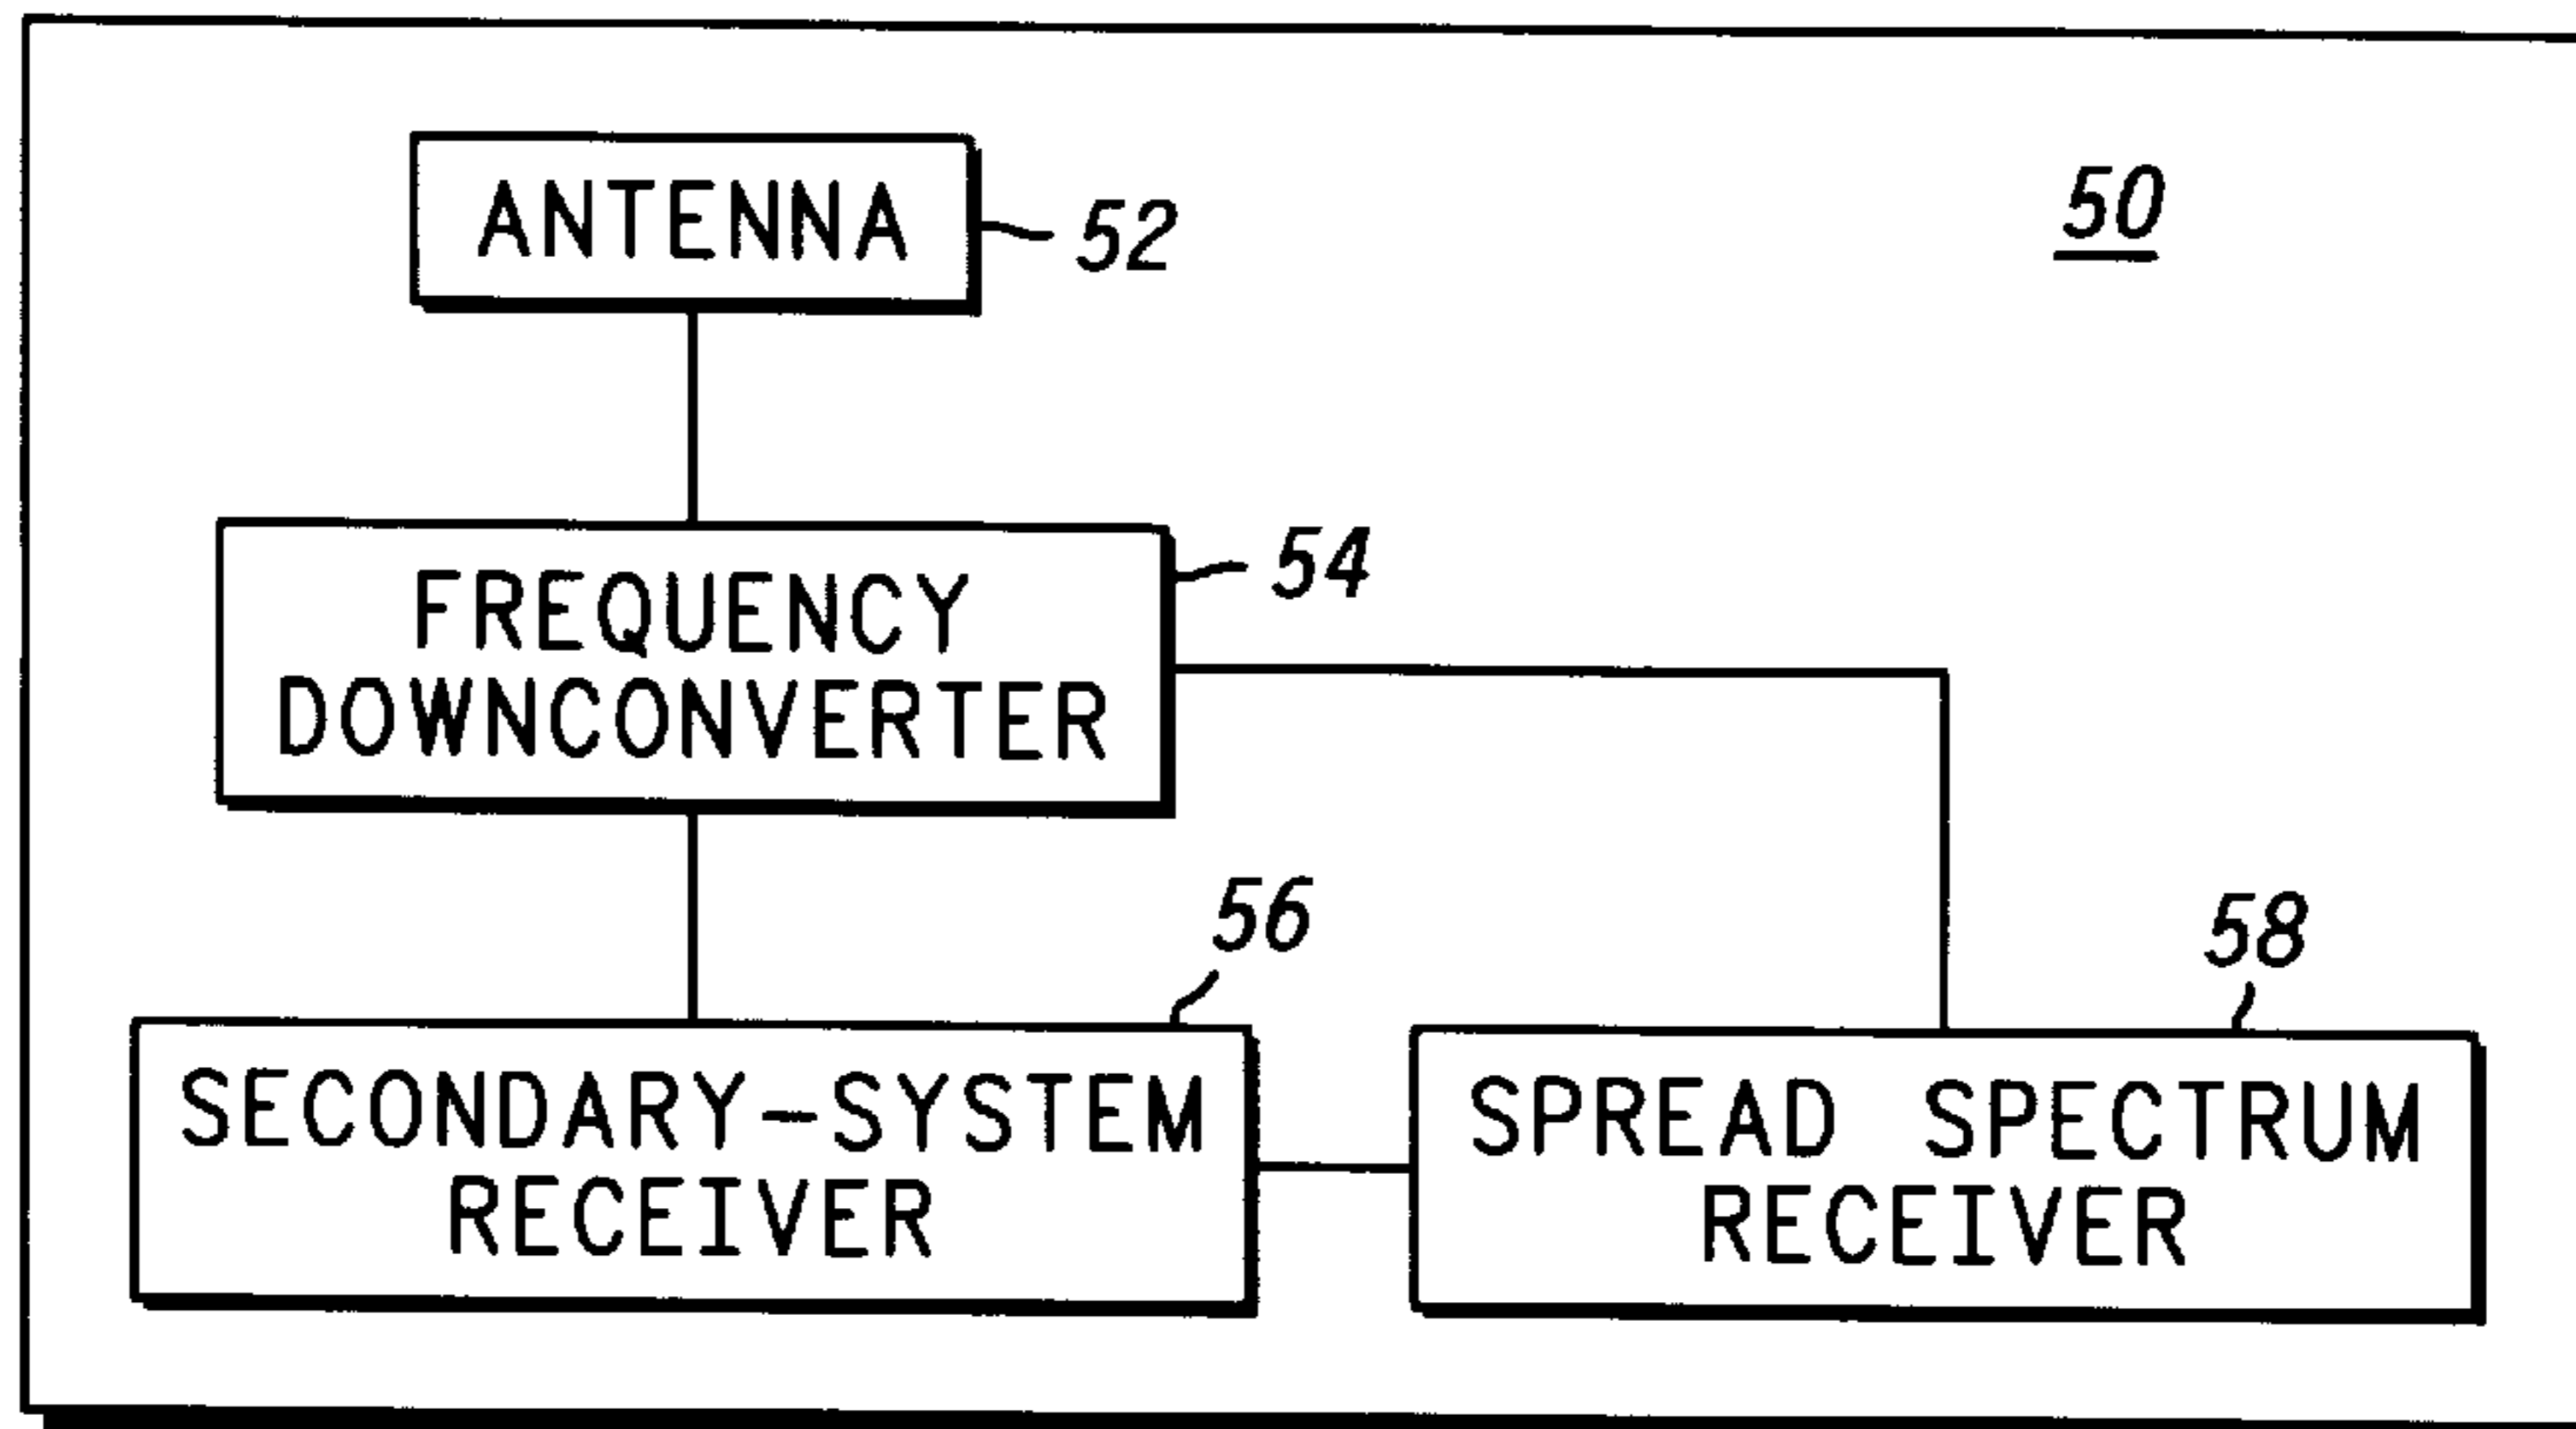 50
ANTENNA
52
FREQUENCY
DOWNCONVERTER
54
SECONDARY-SYSTEM
RECEIVER
56
SPREAD SPECTRUM
RECEIVER
58